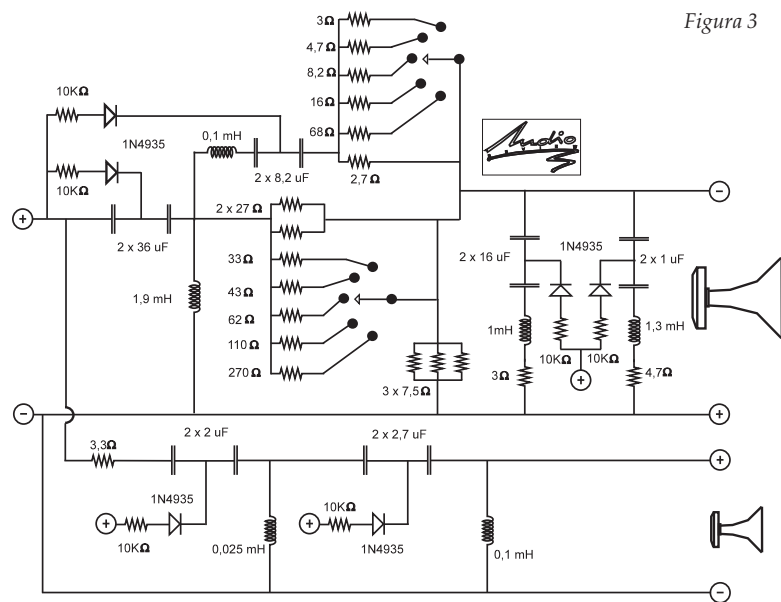 Figura 3
3Ω
4,7Ω
8,2Ω
16Ω
68Ω
2,7Ω
10KΩ
1N4935
10KΩ
0,1 mH
2 x 8,2 uF
Audio
2 x 36 uF
2 x 27Ω
33Ω
43Ω
62Ω
110Ω
270Ω
1,9 mH
3 x 7,5Ω
2 x 16 uF
1N4935
2 x 1 uF
1mH
1,3 mH
10KΩ
10KΩ
3Ω
4,7Ω
3,3Ω
2 x 2 uF
2 x 2,7 uF
1N4935
10KΩ
0,025 mH
10KΩ
1N4935
0,1 mH